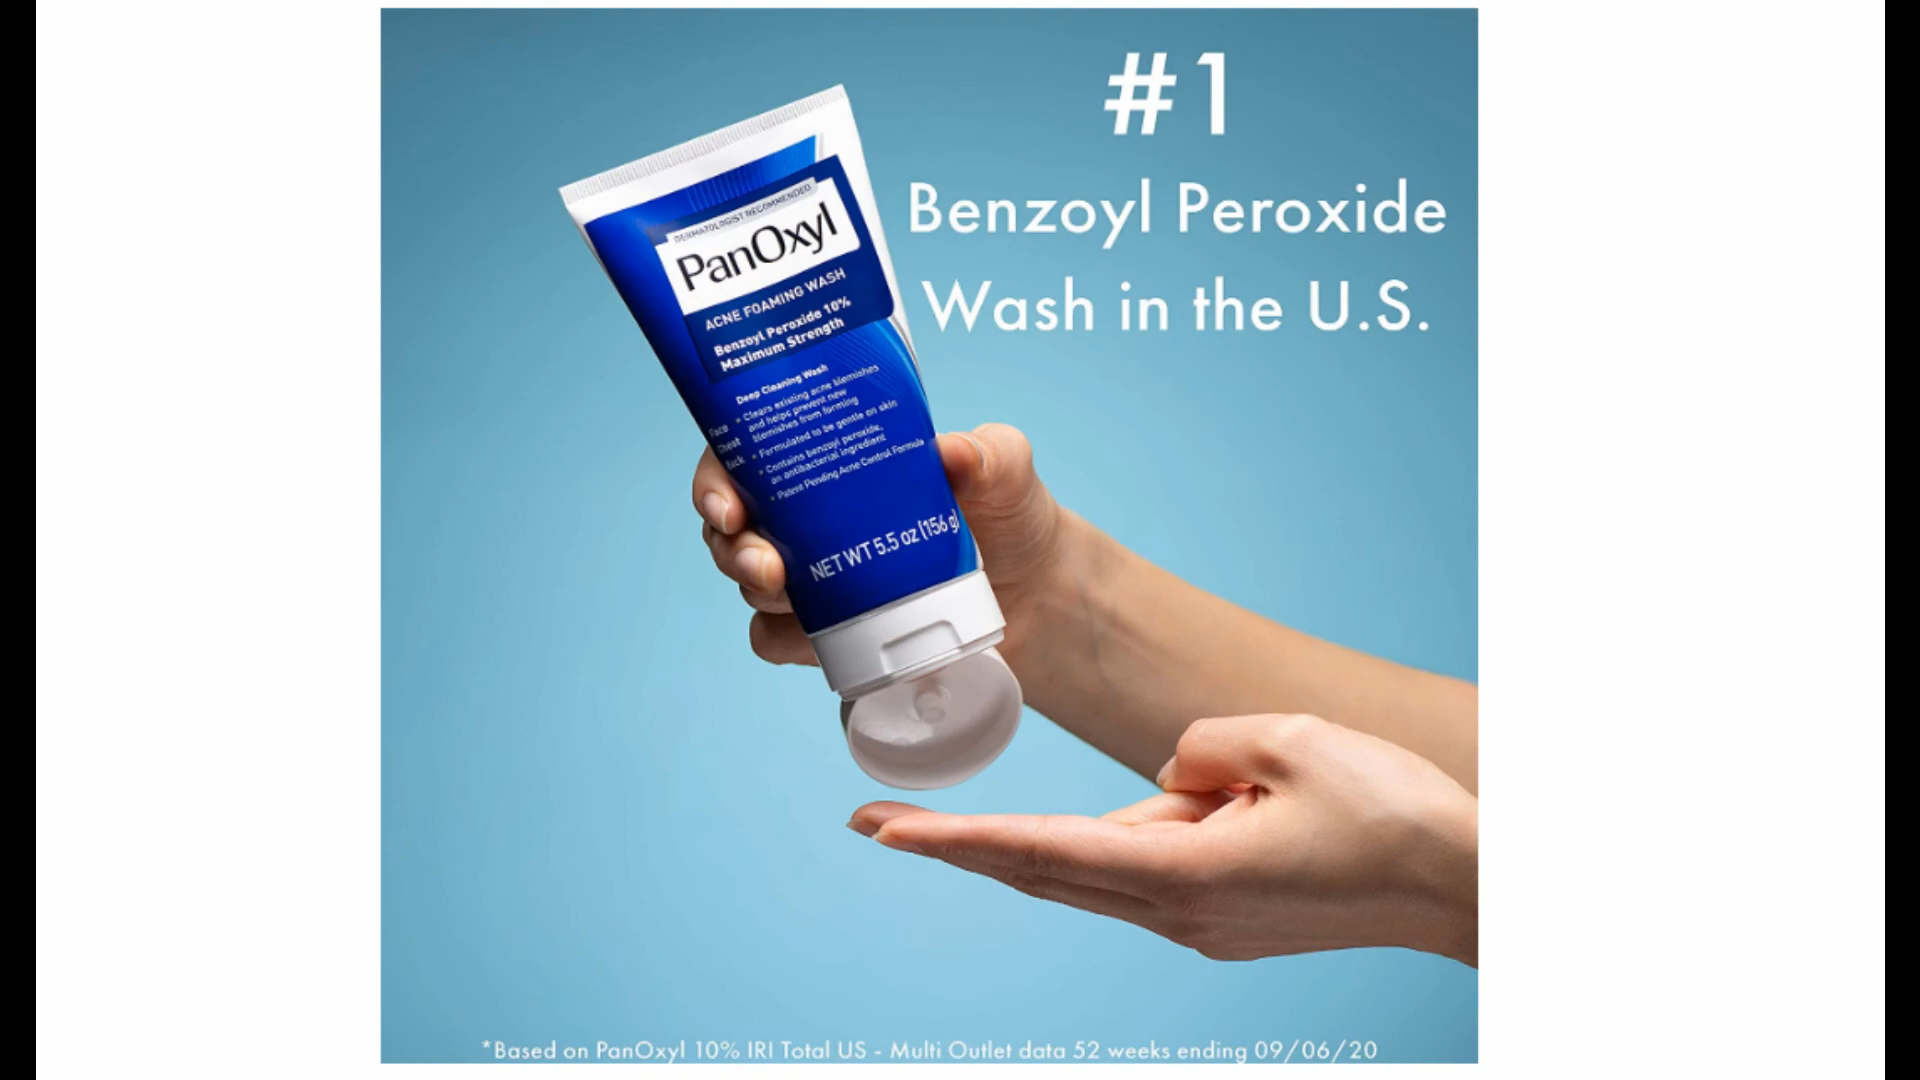 #1
Benzoyl Peroxide
Wash in the U.S.
DERMATOLOGIST RECOMMENDED
PanOxyl
ACNE FOAMING WASH
Benzoyl Peroxide 10%
Maximum Strength
Deep Cleaning Wash
• Clears existing acne blemishes
and helps prevent new
blemishes from forming
• Formulated to be gentle on skin
• Contains benzoyl peroxide,
an antibacterial ingredient
• Patent Pending Acne Control Formula
Face
Chest
Back
NET WT 5.5 oz (156 g)
*Based on PanOxyl 10% IRI Total US - Multi Outlet data 52 weeks ending 09/06/20